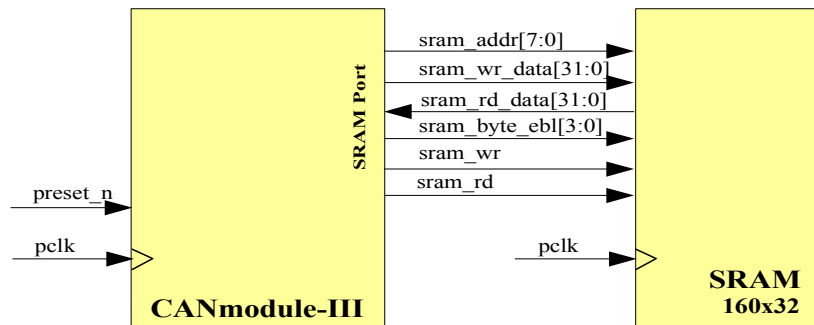 sram_addr[7:0]
sram_wr_data[31:0]
sram_rd_data[31:0]
sram_byte_ebl[3:0]
sram_wr
sram_rd
SRAM Port
preset_n
pclk
pclk
CANmodule-III
SRAM
160x32